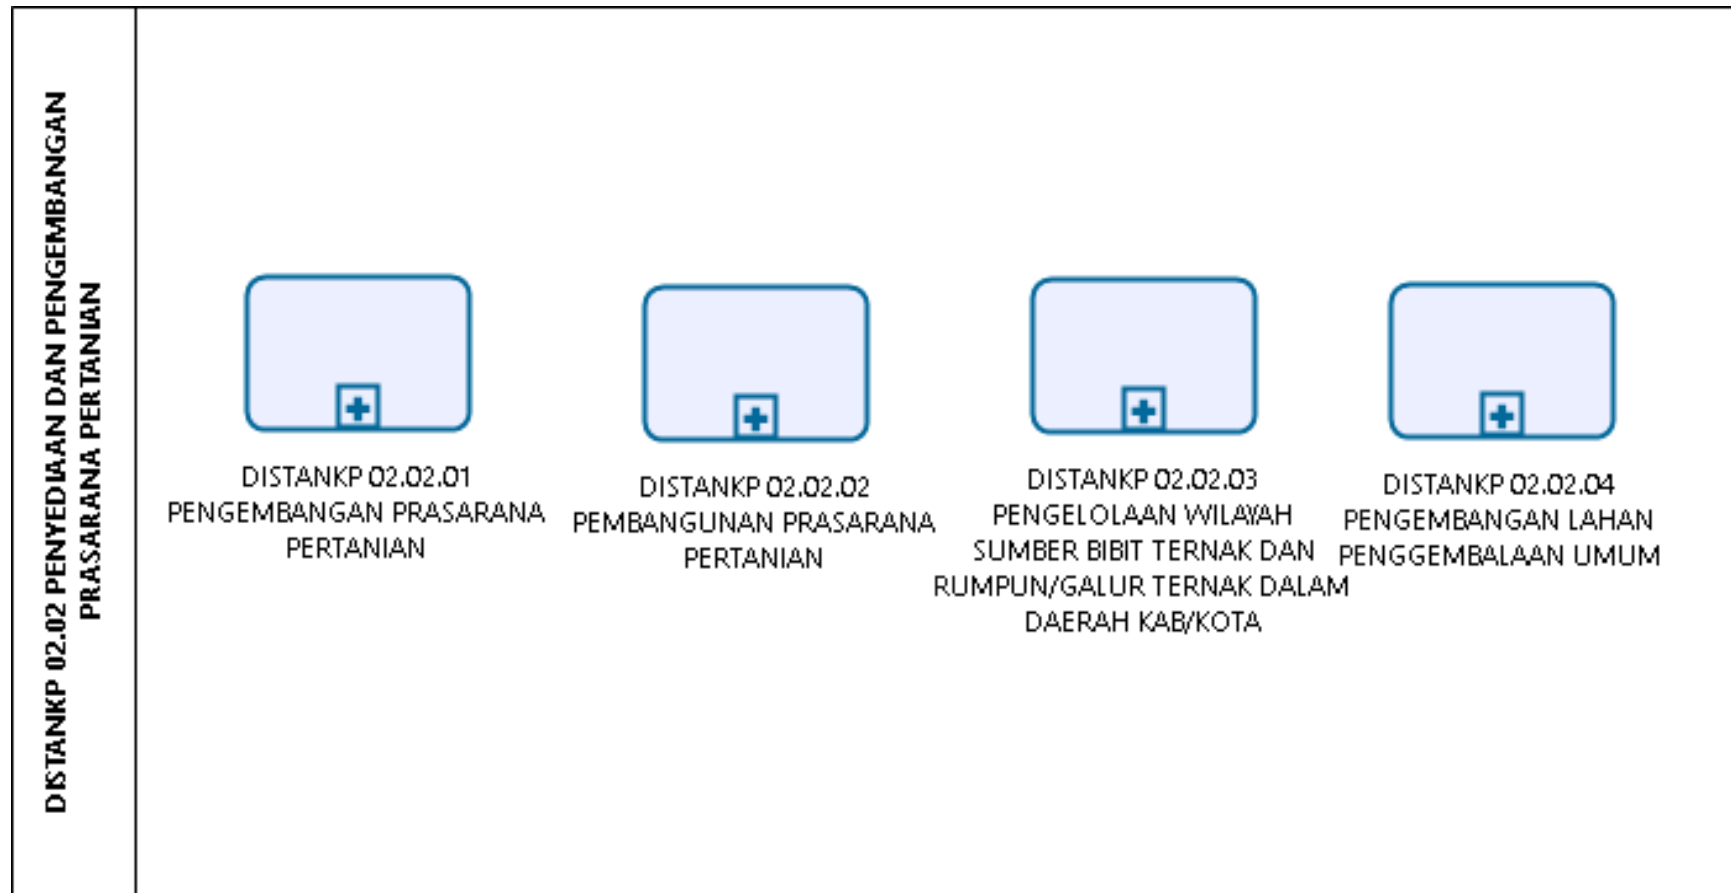 DISTANKP 02.02 PENYEDIAAN DAN PENGEMBANGAN
PRASARANA PERTANIAN
DISTANKP 02.02.01
PENGEMBANGAN PRASARANA
PERTANIAN
DISTANKP 02.02.02
PEMBANGUNAN PRASARANA
PERTANIAN
DISTANKP 02.02.03
PENGELOLAAN WILAYAH
SUMBER BIBIT TERNAK DAN
RUMPUN/GALUR TERNAK DALAM
DAERAH KAB/KOTA
DISTANKP 02.02.04
PENGEMBANGAN LAHAN
PENGGEMBALAAN UMUM